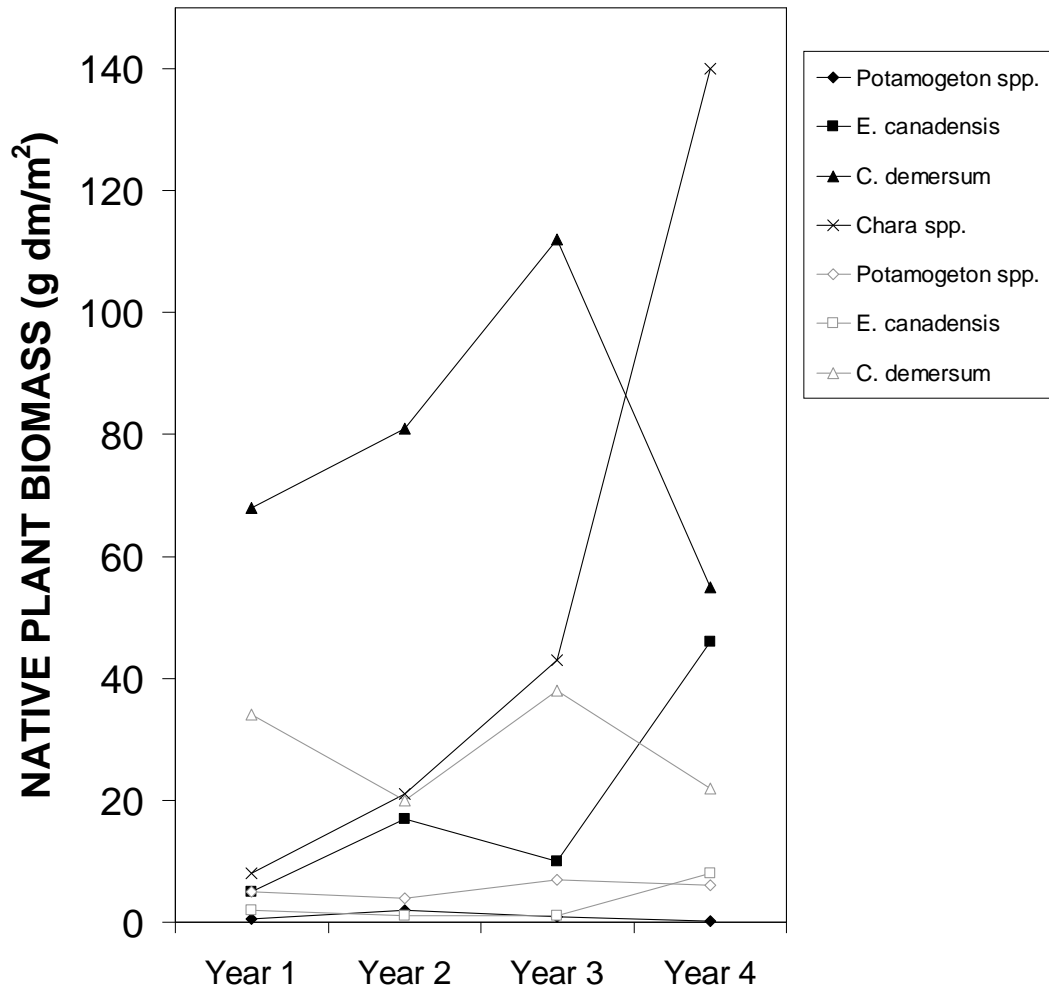 NATIVE PLANT BIOMASS (g dm/m²)
140
120
100
80
60
40
20
0
Year 1 Year 2 Year 3 Year 4
Potamogeton spp.
E. canadensis
C. demersum
Chara spp.
Potamogeton spp.
E. canadensis
C. demersum